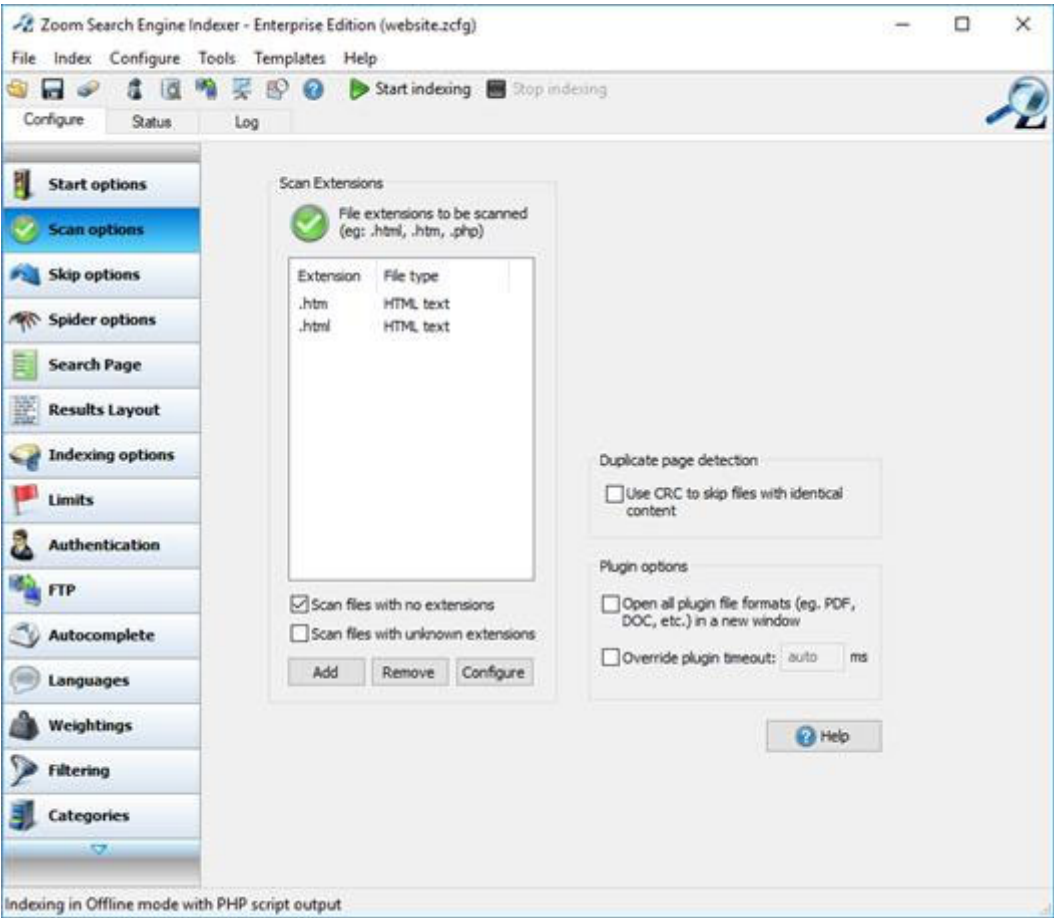 Zoom Search Engine Indexer - Enterprise Edition (website.zcfg)
File Index Configure Tools Templates Help
Start indexing Stop indexing
Configure Status Log
Start options
Scan options
Skip options
Spider options
Search Page
Results Layout
Indexing options
Limits
Authentication
FTP
Autocomplete
Languages
Weightings
Filtering
Categories
Scan Extensions
File extensions to be scanned
(eg: .html, .htm, .php)
Extension File type
.htm HTML text
.html HTML text
Scan files with no extensions
Scan files with unknown extensions
Add Remove Configure
Duplicate page detection
Use CRC to skip files with identical
content
Plugin options
Open all plugin file formats (eg. PDF,
DOC, etc.) in a new window
Override plugin timeout: auto ms
Help
Indexing in Offline mode with PHP script output